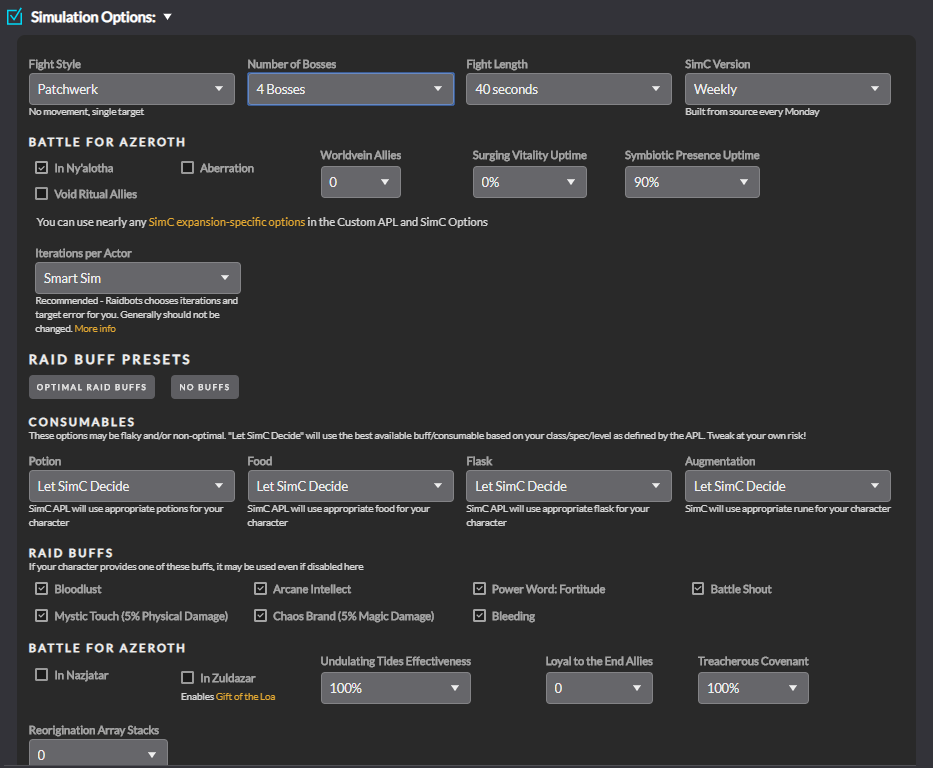 Simulation Options:
Fight Style Number of Bosses Fight Length SimC Version
Patchwerk 4 Bosses 40 seconds Weekly
No movement, single target Built from source every Monday
BATTLE FOR AZEROTH
Worldvein Allies Surging Vitality Uptime Symbiotic Presence Uptime
In Ny'alotha Aberration
0 0% 90%
Void Ritual Allies
You can use nearly any SimC expansion-specific options in the Custom APL and SimC Options
Iterations per Actor
Smart Sim
Recommended - Raidbots chooses iterations and
target error for you. Generally should not be
changed. More info
RAID BUFF PRESETS
OPTIMAL RAID BUFFS NO BUFFS
CONSUMABLES
These options may be flaky and/or non-optimal. "Let SimC Decide" will use the best available buff/consumable based on your class/spec/level as defined by the APL. Tweak at your own risk!
Potion Food Flask Augmentation
Let SimC Decide Let SimC Decide Let SimC Decide Let SimC Decide
SimC APL will use appropriate potions for your SimC APL will use appropriate food for your SimC APL will use appropriate flask for your SimC will use appropriate rune for your character
character character character
RAID BUFFS
If your character provides one of these buffs, it may be used even if disabled here
Bloodlust Arcane Intellect Power Word: Fortitude Battle Shout
Mystic Touch (5% Physical Damage) Chaos Brand (5% Magic Damage) Bleeding
BATTLE FOR AZEROTH
Undulating Tides Effectiveness Loyal to the End Allies Treacherous Covenant
In Nazjatar In Zuldazar
100% 0 100%
Enables Gift of the Loa
Reorigination Array Stacks
0